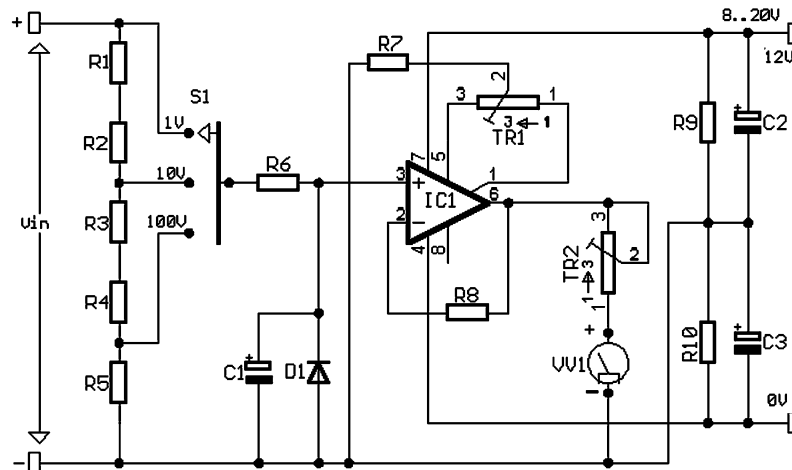 +
8..20V
12V
R1
R7
2
S1
3
1
1V
3 1
TR1
R9
C2
+
R2
7
5
10V
R6
3
+
IC1
1
6
2
-
Vin
R3
100V
4
8
3
TR2
3
2
1
1
R4
R8
+
VV1
-
R10
+
C3
R5
C1
+
D1
0V
-